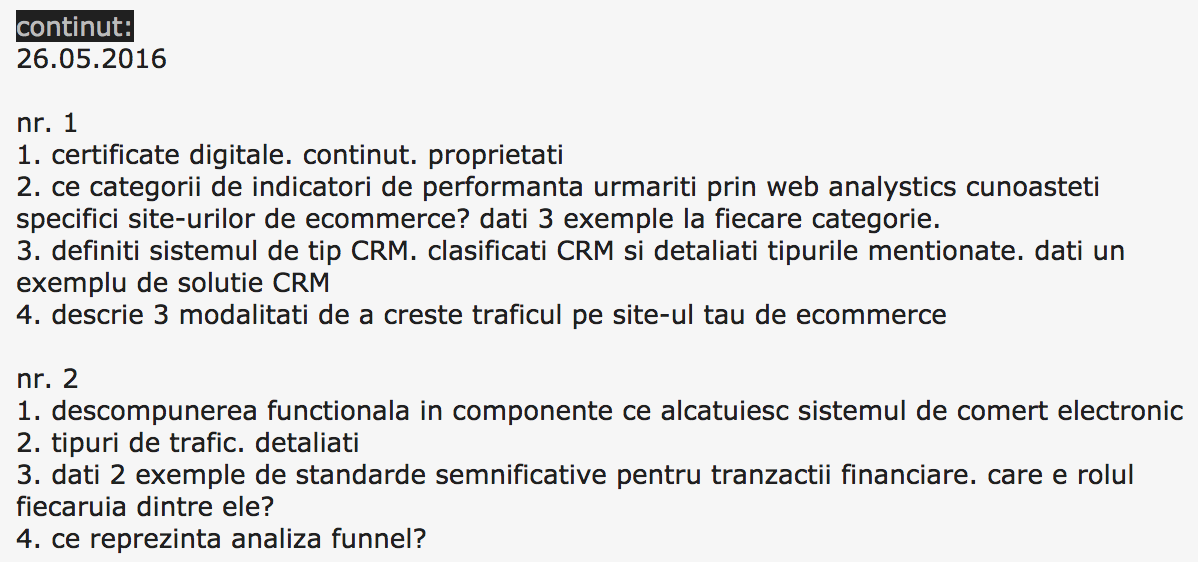 continut:
26.05.2016
nr. 1
1. certificate digitale. continut. proprietati
2. ce categorii de indicatori de performanta urmariti prin web analystics cunoasteti
specifici site-urilor de ecommerce? dati 3 exemple la fiecare categorie.
3. definiti sistemul de tip CRM. clasificati CRM si detaliati tipurile mentionate. dati un
exemplu de solutie CRM
4. descrie 3 modalitati de a creste traficul pe site-ul tau de ecommerce
nr. 2
1. descompunerea functionala in componente ce alcatuiesc sistemul de comert electronic
2. tipuri de trafic. detaliati
3. dati 2 exemple de standarde semnificative pentru tranzactii financiare. care e rolul
fiecaruia dintre ele?
4. ce reprezinta analiza funnel?